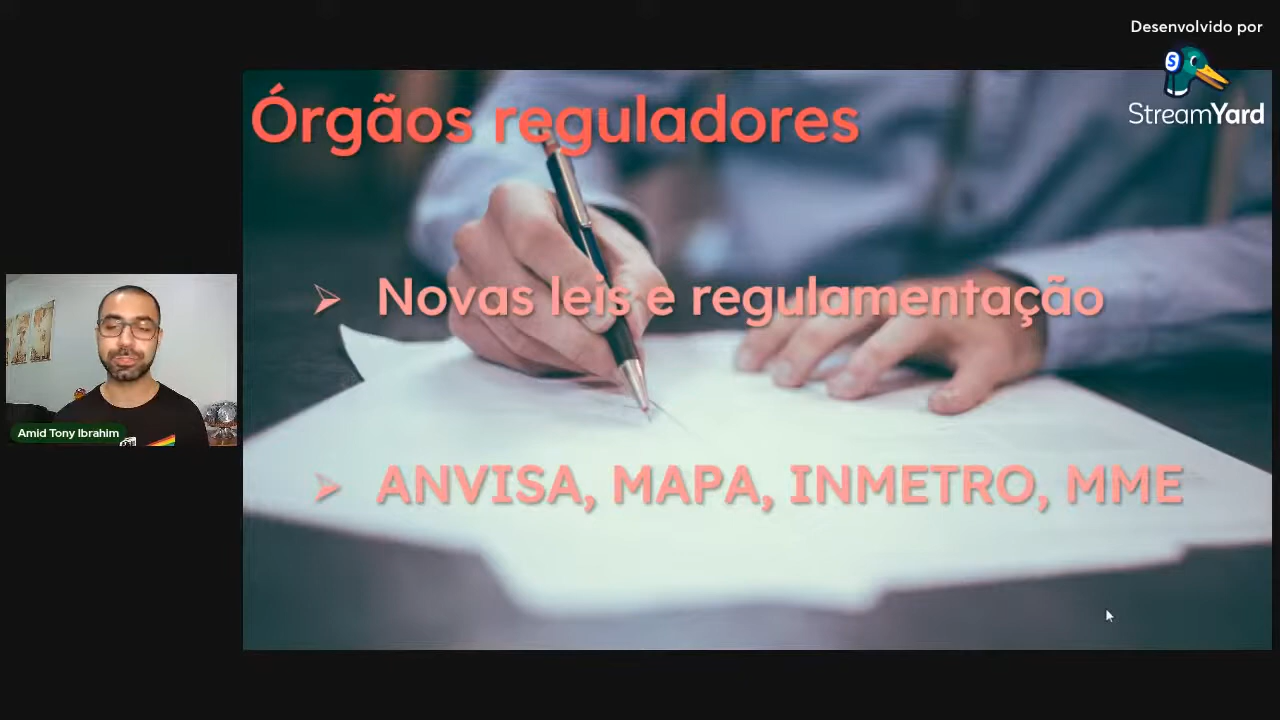 Desenvolvido por
StreamYard
Órgãos reguladores
Novas leis e regulamentação
ANVISA, MAPA, INMETRO, MME
Amid Tony Ibrahim